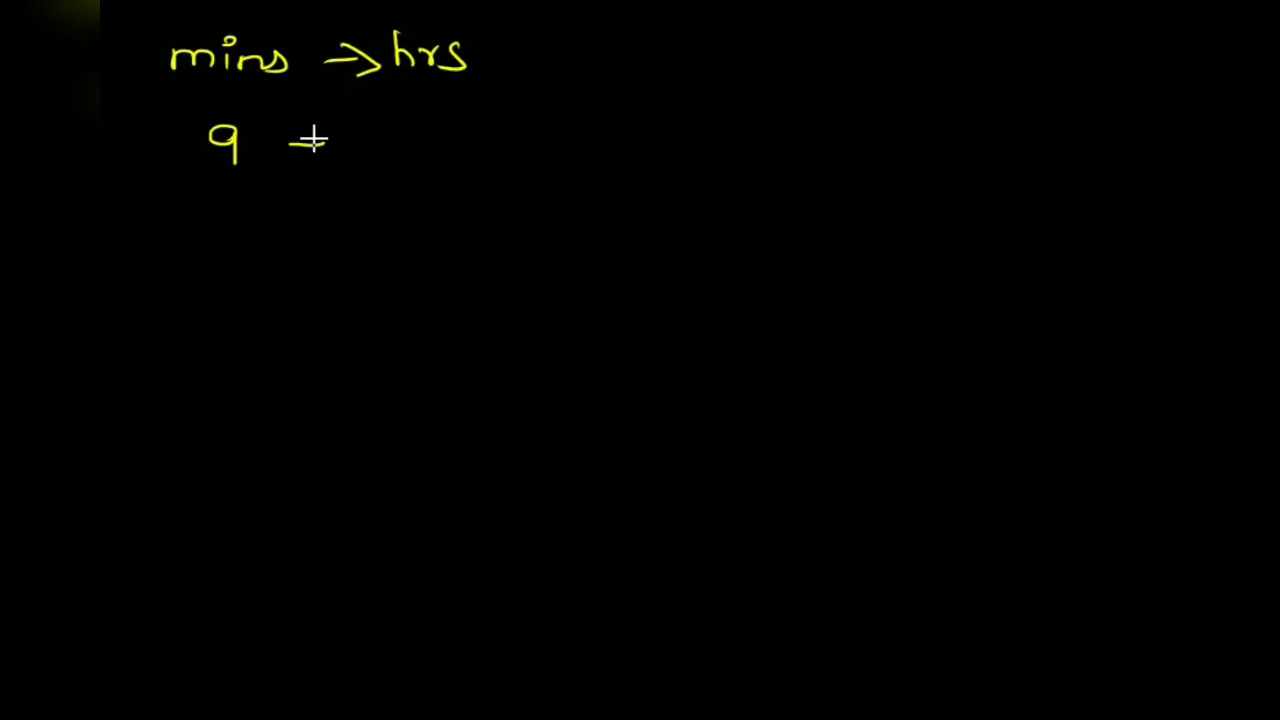 mins → hrs
9 -